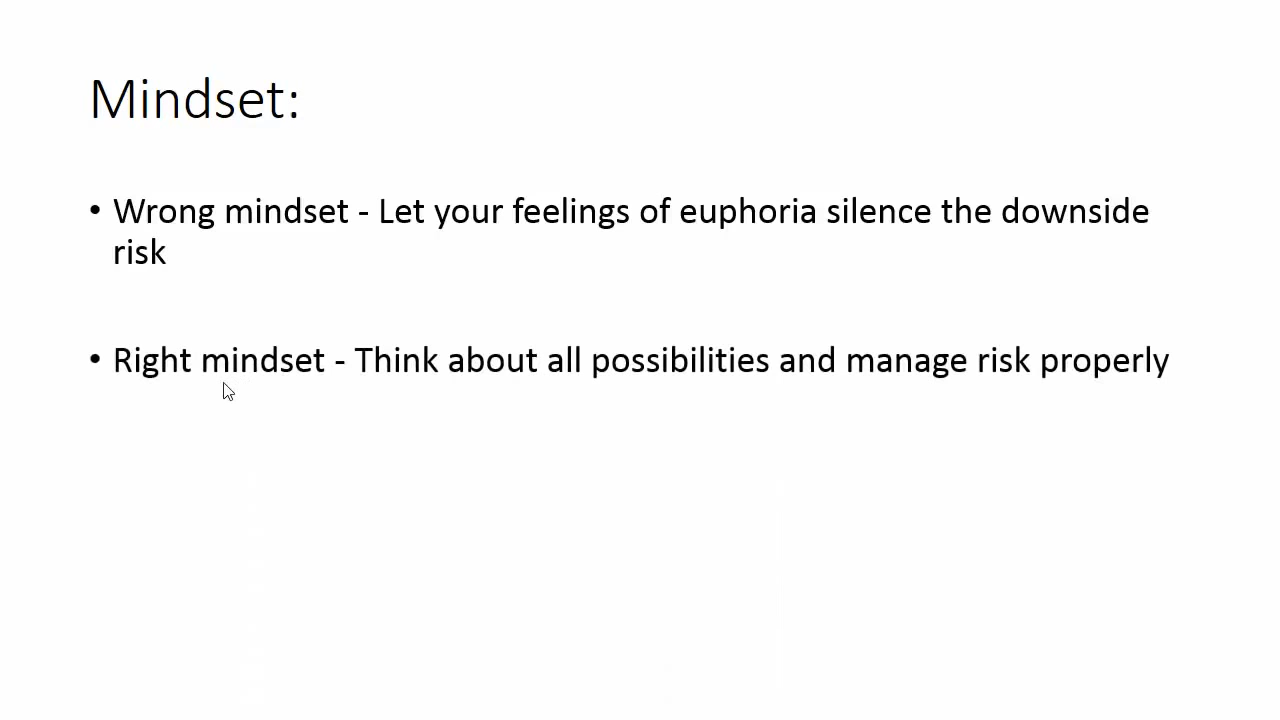 Mindset:
• Wrong mindset - Let your feelings of euphoria silence the downside
risk
• Right mindset - Think about all possibilities and manage risk properly